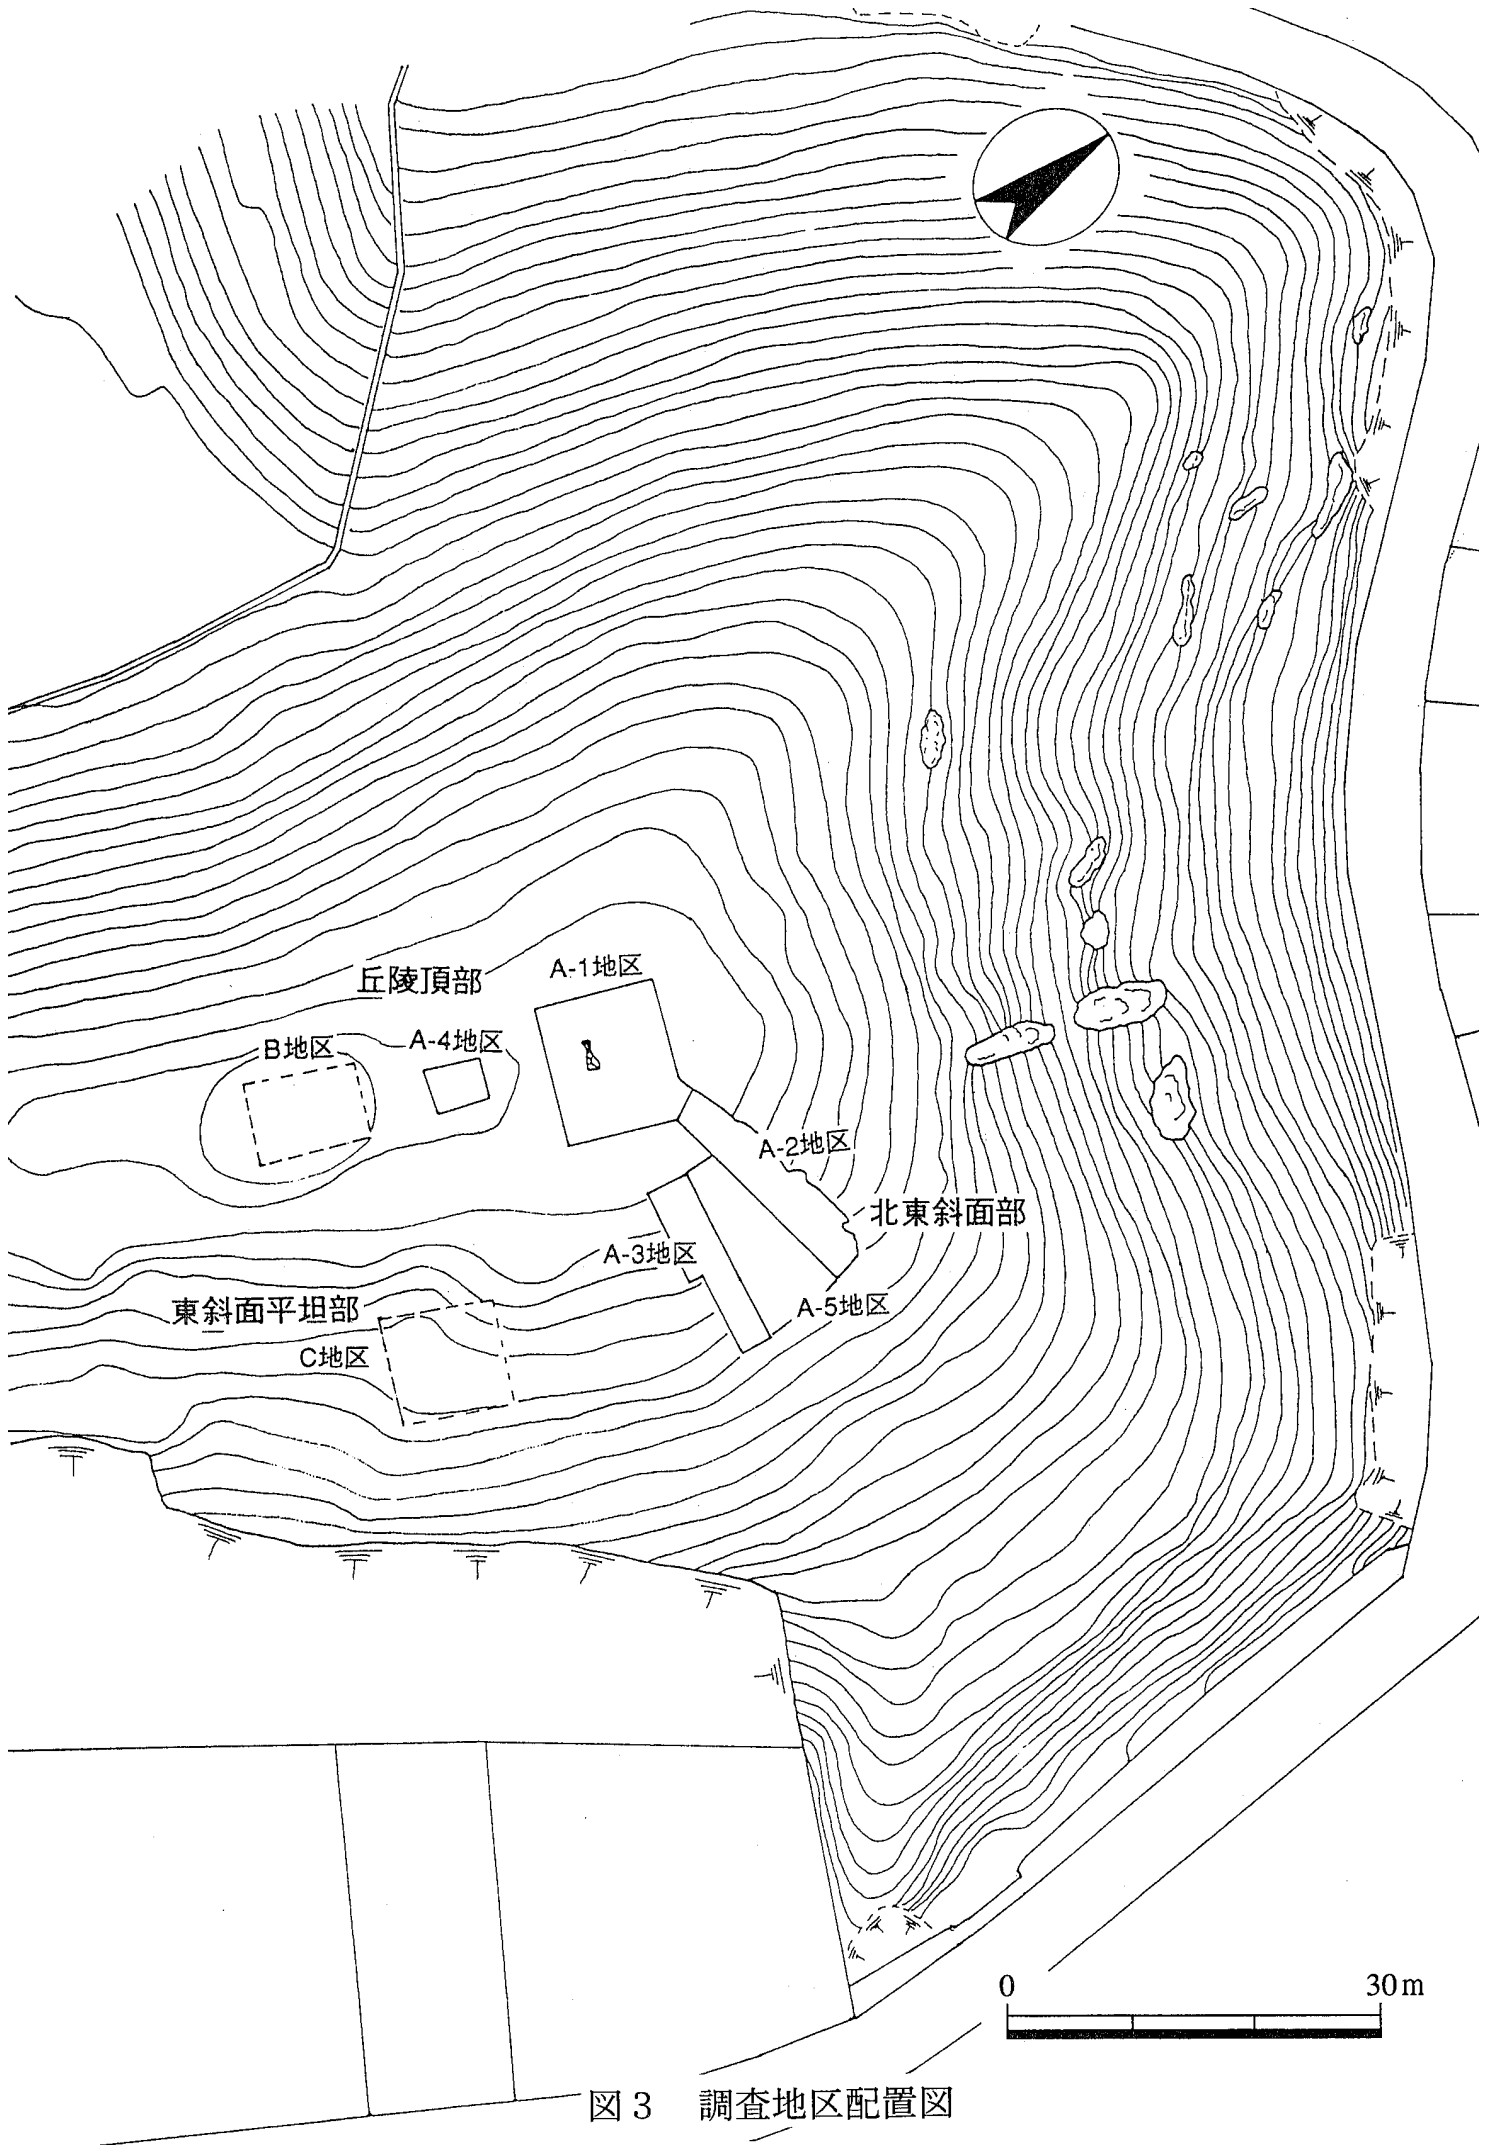 丘陵頂部
A-1地区
B地区
A-4地区
A-2地区
北東斜面部
A-3地区
A-5地区
東斜面平坦部
C地区
0 30m
図3 調査地区配置図